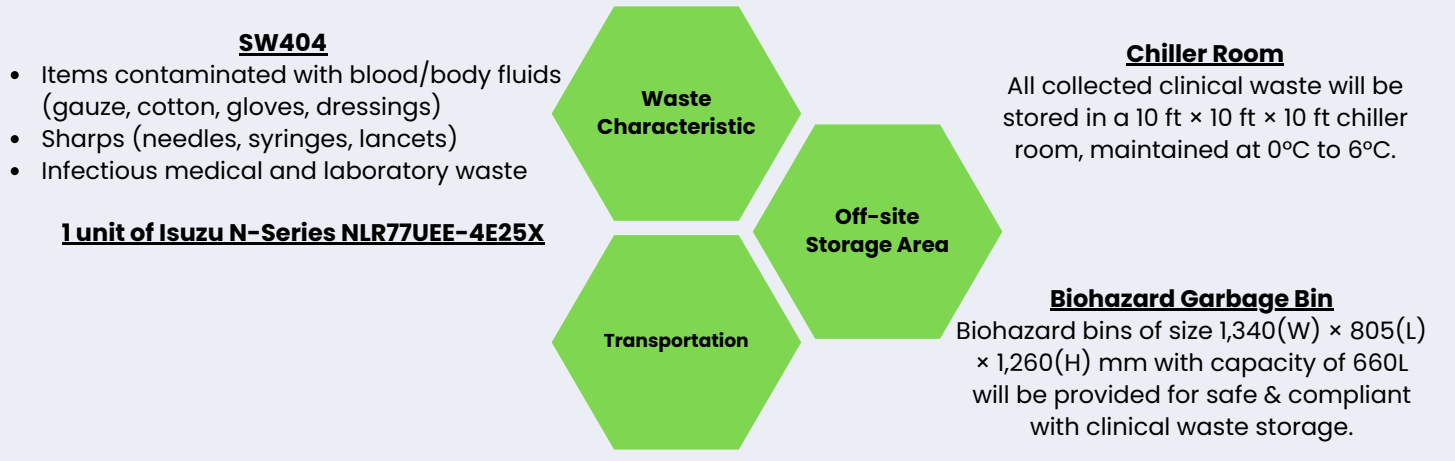 SW404
• Items contaminated with blood/body fluids
(gauze, cotton, gloves, dressings)
• Sharps (needles, syringes, lancets)
• Infectious medical and laboratory waste
1 unit of Isuzu N-Series NLR77UEE-4E25X
Waste
Characteristic
Off-site
Storage Area
Transportation
Chiller Room
All collected clinical waste will be
stored in a 10 ft × 10 ft × 10 ft chiller
room, maintained at 0°C to 6°C.
Biohazard Garbage Bin
Biohazard bins of size 1,340(W) × 805(L)
× 1,260(H) mm with capacity of 660L
will be provided for safe & compliant
with clinical waste storage.